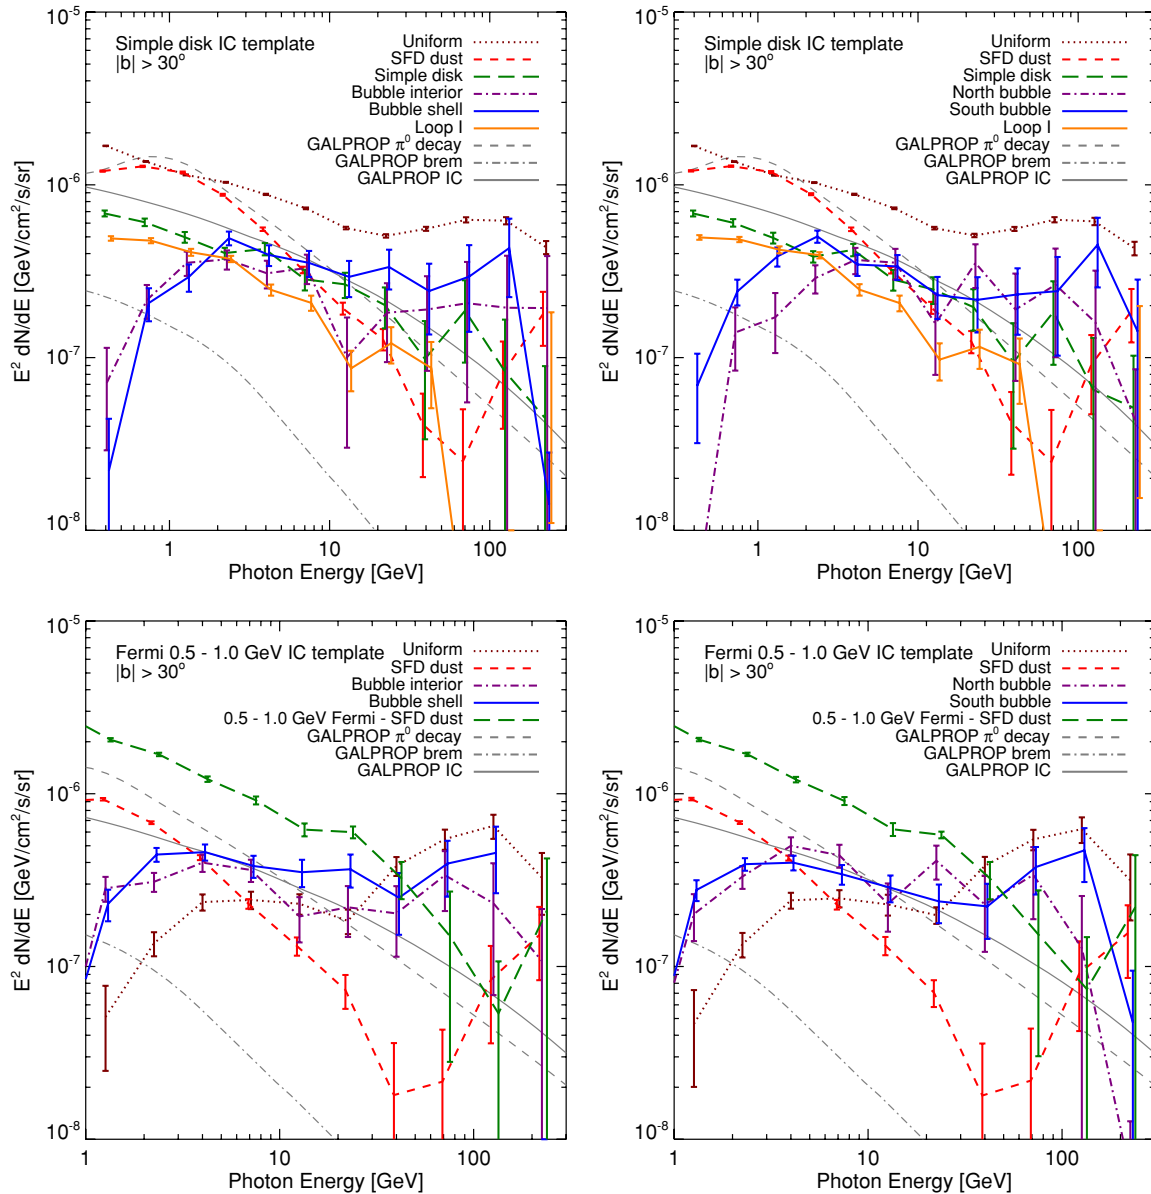 10⁻⁵
10⁻⁶
10⁻⁷
10⁻⁸
E² dN/dE [GeV/cm²/s/sr]
Simple disk IC template
|b| > 30°
Uniform
SFD dust
Simple disk
Bubble interior
Bubble shell
Loop I
GALPROP π⁰ decay
GALPROP brem
GALPROP IC
1
10
100
Photon Energy [GeV]
10⁻⁵
10⁻⁶
10⁻⁷
10⁻⁸
E² dN/dE [GeV/cm²/s/sr]
Simple disk IC template
|b| > 30°
Uniform
SFD dust
Simple disk
North bubble
South bubble
Loop I
GALPROP π⁰ decay
GALPROP brem
GALPROP IC
1
10
100
Photon Energy [GeV]
10⁻⁵
10⁻⁶
10⁻⁷
10⁻⁸
E² dN/dE [GeV/cm²/s/sr]
Fermi 0.5 - 1.0 GeV IC template
|b| > 30°
Uniform
SFD dust
Bubble interior
Bubble shell
0.5 - 1.0 GeV Fermi - SFD dust
GALPROP π⁰ decay
GALPROP brem
GALPROP IC
1
10
100
Photon Energy [GeV]
10⁻⁵
10⁻⁶
10⁻⁷
10⁻⁸
E² dN/dE [GeV/cm²/s/sr]
Fermi 0.5 - 1.0 GeV IC template
|b| > 30°
Uniform
SFD dust
North bubble
South bubble
0.5 - 1.0 GeV Fermi - SFD dust
GALPROP π⁰ decay
GALPROP brem
GALPROP IC
1
10
100
Photon Energy [GeV]